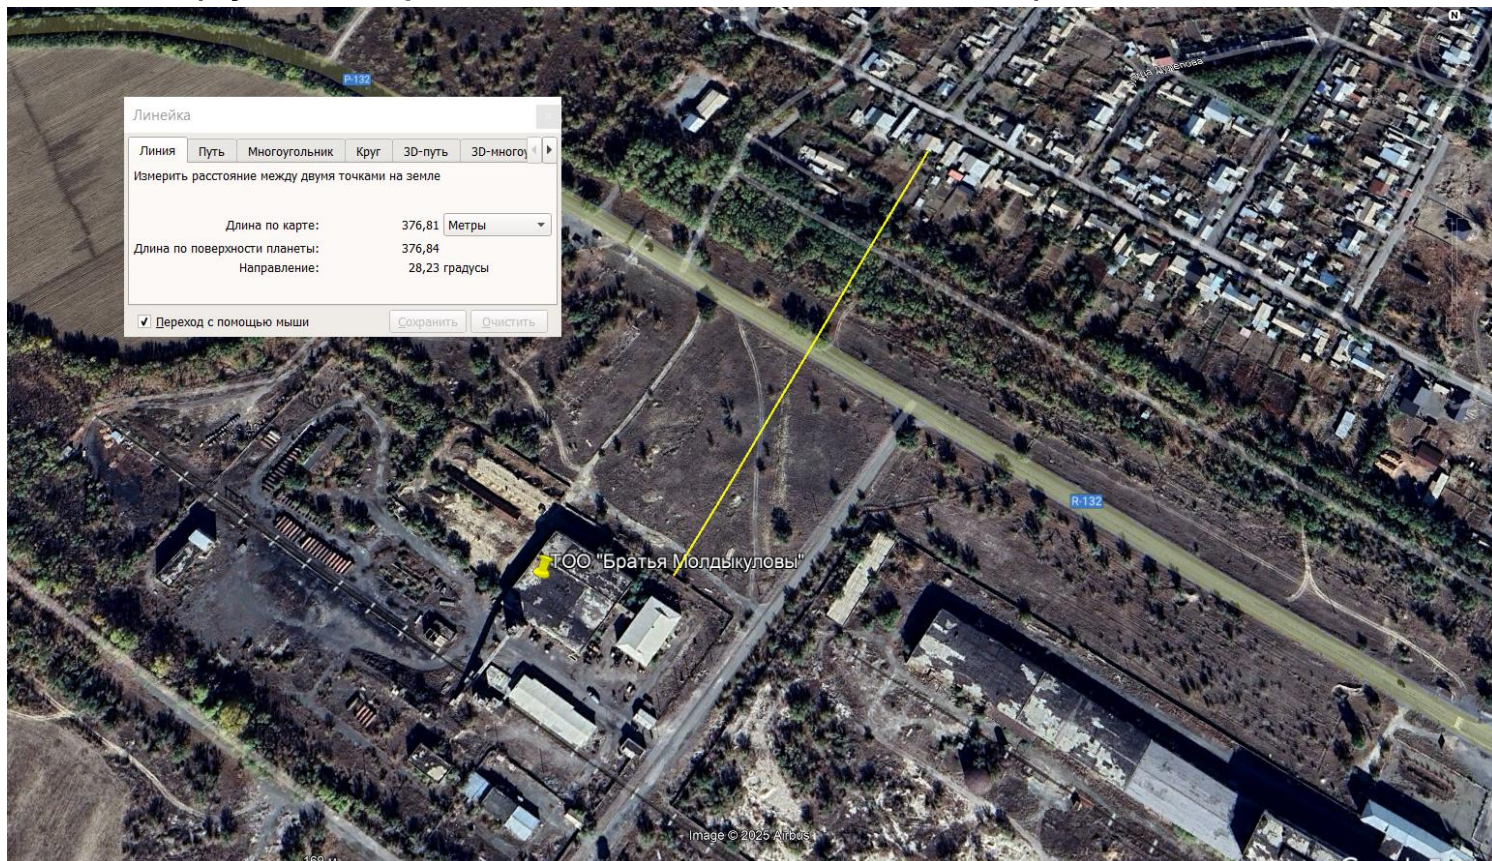 P-132
Линейка
Линия Путь Многоугольник Круг 3D-путь 3D-многоу
Измерить расстояние между двумя точками на земле
Длина по карте: 376,81 Метры
Длина по поверхности планеты: 376,84
Направление: 28,23 градусы
Переход с помощью мыши Сохранить Очистить
N
R-132
ТОО "Братья Молдыкуловы"
Image © 2025 Airbus